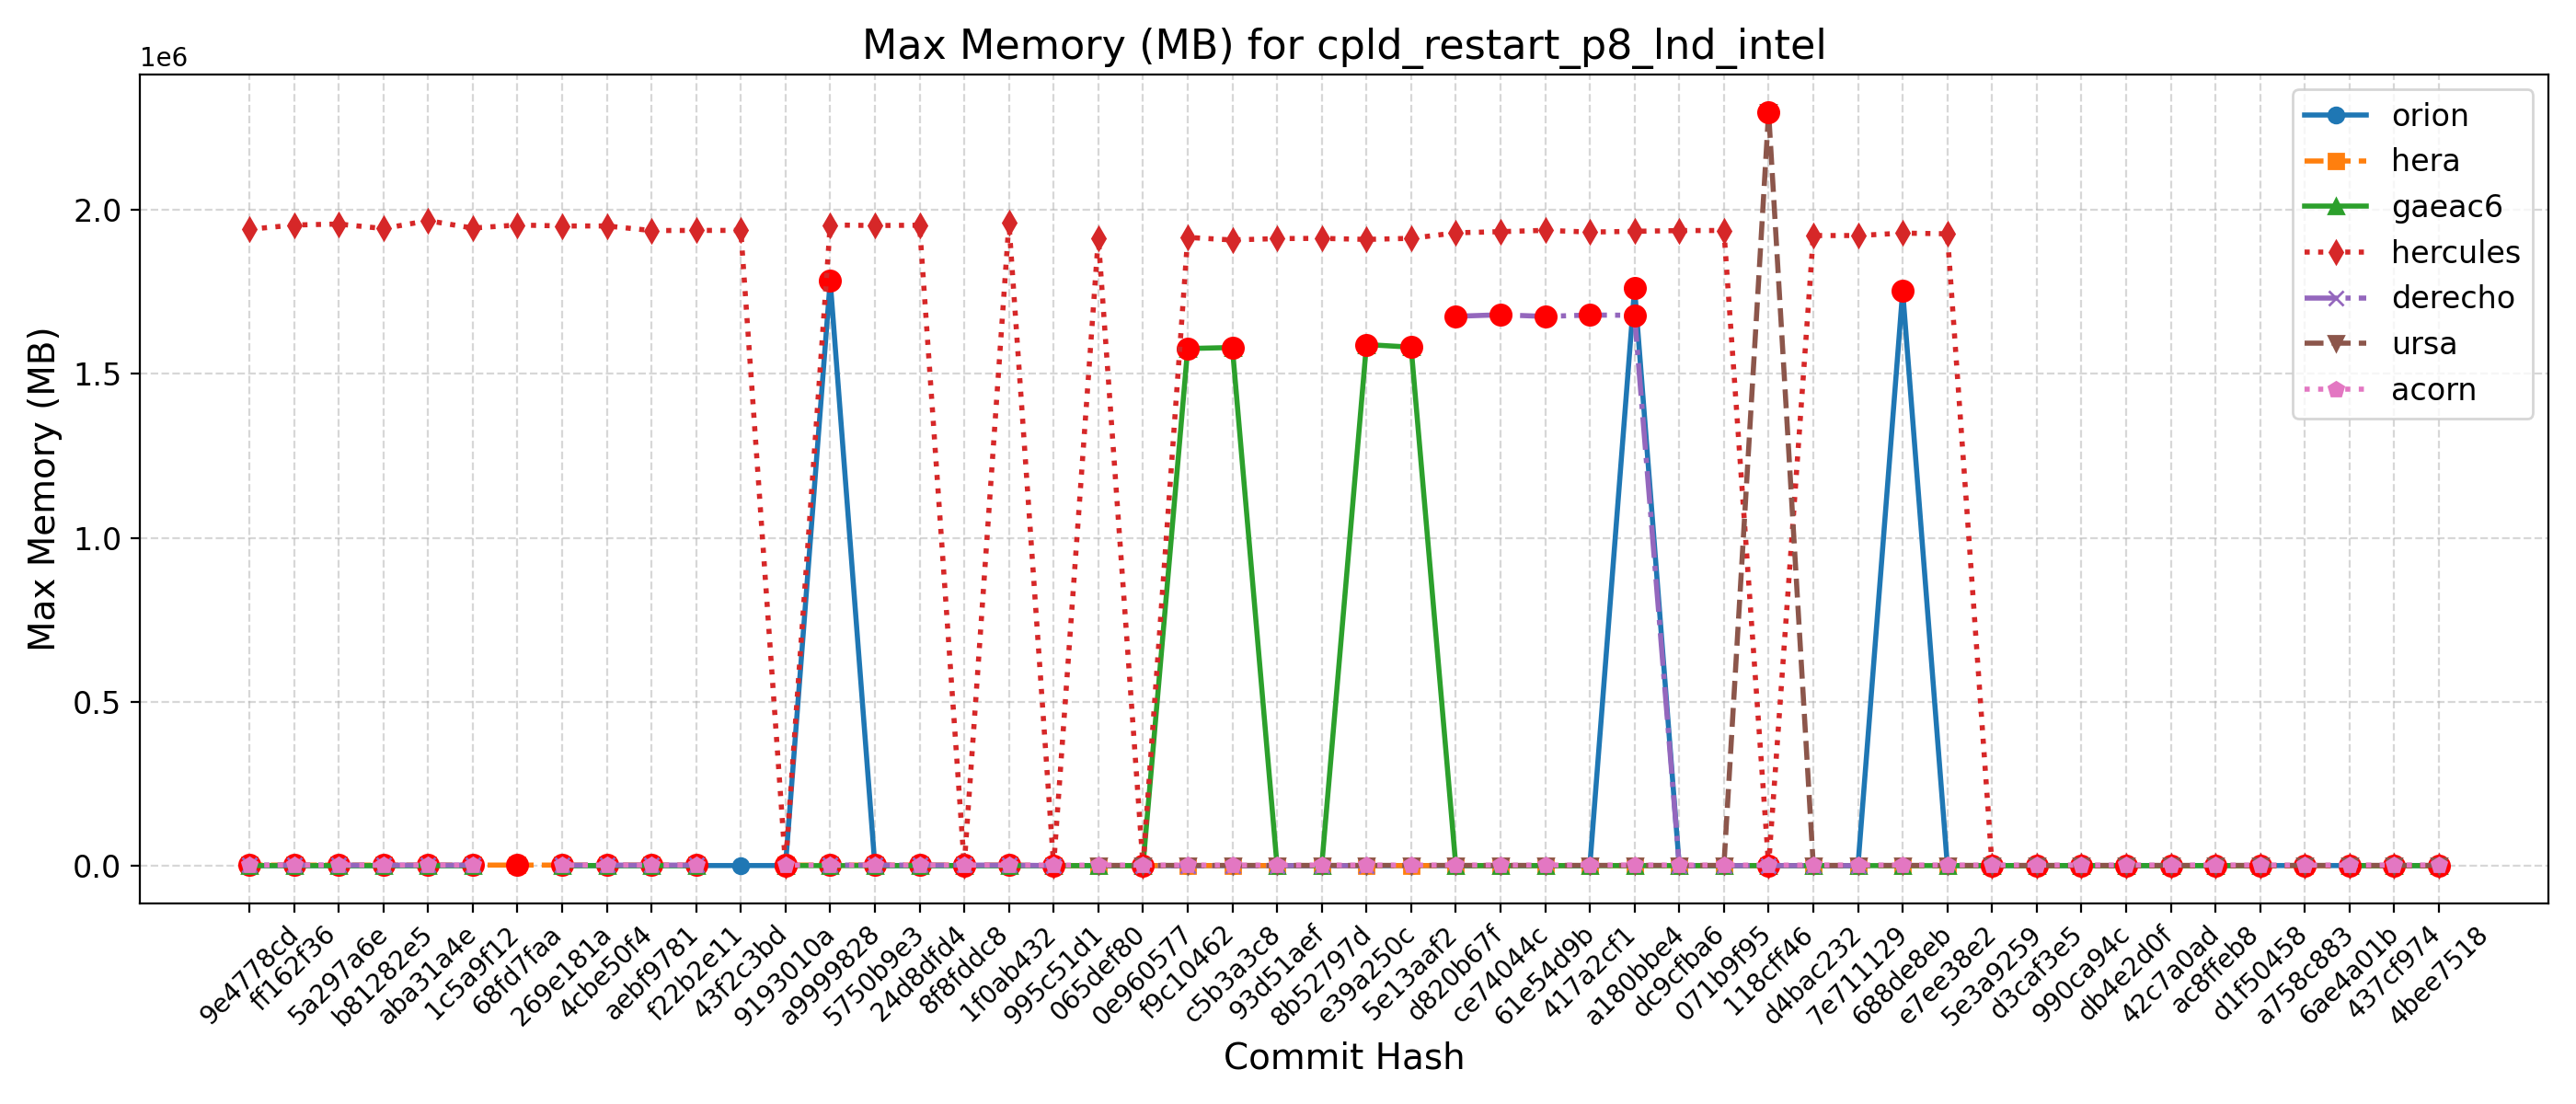 Max Memory (MB) for cpld_restart_p8_lnd_intel
1e6
2.0
1.5
1.0
0.5
0.0
Max Memory (MB)
orion
hera
gaeac6
hercules
derecho
ursa
acorn
9e4778cd
ff162f36
5a297a6e
b81282e5
aba31a4e
1c5a9f12
68fd7faa
269e181a
4cbe50f4
aebf9781
f22b2e11
43f2c3bd
9193010a
a9999828
5750b9e3
24d8dfd4
8f8fddc8
1f0ab432
995c51d1
065def80
0e960577
f9c10462
c5b3a3c8
93d51aef
8b52797d
e39a250c
5e13aaf2
d820b67f
ce74044c
61e54d9b
417a2cf1
a180bbe4
dc9cfba6
071b9f95
118cff46
d4bac232
7e711129
688de8eb
e7ee38e2
5e3a9259
d3caf3e5
990ca94c
db4e2d0f
42c7a0ad
ac8ffeb8
d1f50458
a758c883
6ae4a01b
437cf974
4bee7518
Commit Hash